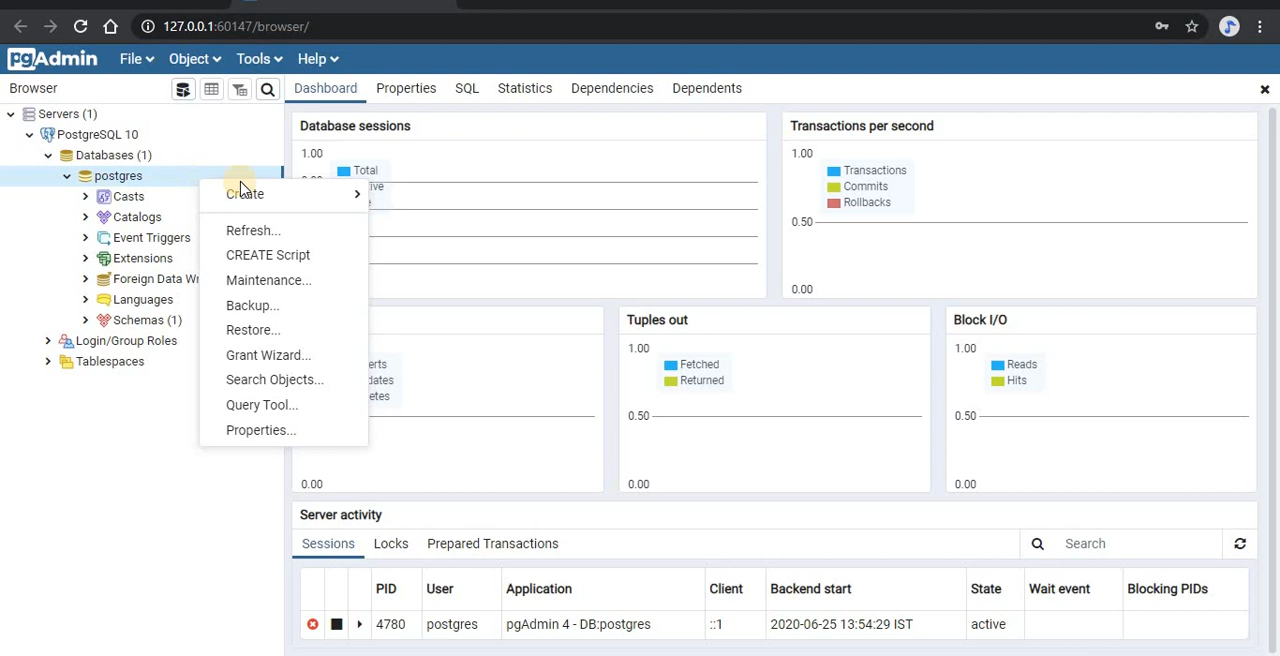 127.0.0.1:60147/browser/
pgAdmin File Object Tools Help
Browser
Dashboard Properties SQL Statistics Dependencies Dependents
Servers (1)
PostgreSQL 10
Databases (1)
postgres
Casts
Catalogs
Event Triggers
Extensions
Foreign Data
Languages
Schemas (1)
Login/Group Roles
Tablespaces
Create
Refresh...
CREATE Script
Maintenance...
Backup...
Restore...
Grant Wizard...
Search Objects...
Query Tool...
Properties...
Database sessions
1.00
Total
Transactions per second
1.00
Transactions
Commits
Rollbacks
0.50
0.00
0.00
Tuples out
1.00
Fetched
Returned
0.50
0.00
Block I/O
1.00
Reads
Hits
0.50
0.00
Server activity
Sessions Locks Prepared Transactions Search
PID User Application Client Backend start State Wait event Blocking PIDs
4780 postgres pgAdmin 4 - DB:postgres ::1 2020-06-25 13:54:29 IST active